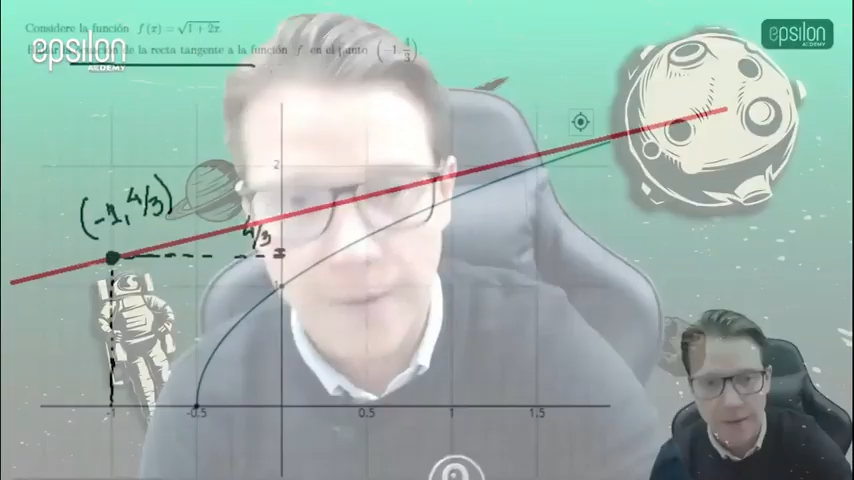 Considere la función f(x) = √1 + 2x.
de la recta tangente a la función f en el punto (−1, 4/3).
epsilon
ACADEMY
epsilon
ACADEMY
2
(-1, 4/3)
4/3
1
-1
-0.5
0.5
1
1.5